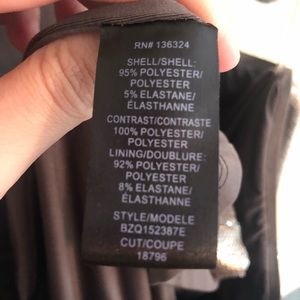 RN# 136324
SHELL/SHELL:
95% POLYESTER/
POLYESTER
5% ELASTANE/
ÉLASTHANNE
CONTRAST/CONTRASTE
100% POLYESTER/
POLYESTER
LINING/DOUBLURE:
92% POLYESTER/
POLYESTER
8% ELASTANE/
ÉLASTHANNE
STYLE/MODELE
BZQ152387E
CUT/COUPE
18796